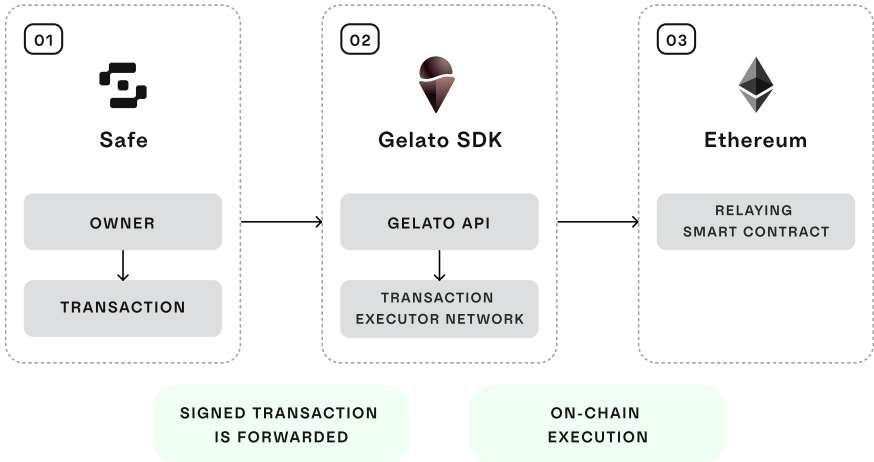 01
Safe
OWNER
TRANSACTION
02
Gelato SDK
GELATO API
TRANSACTION
EXECUTOR NETWORK
03
Ethereum
RELAYING
SMART CONTRACT
SIGNED TRANSACTION
IS FORWARDED
ON-CHAIN
EXECUTION